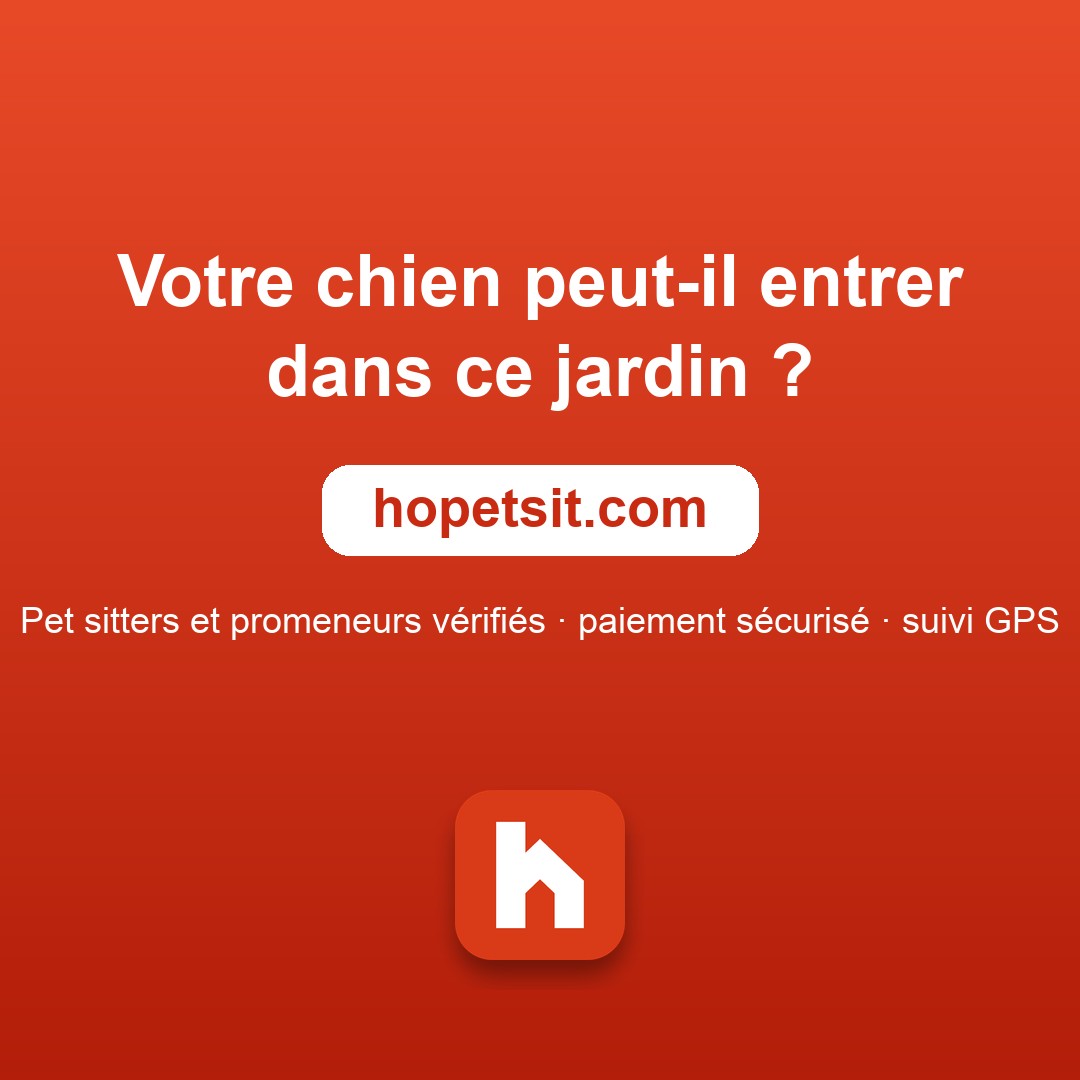 Votre chien peut-il entrer
dans ce jardin ?
hopetsit.com
Pet sitters et promeneurs vérifiés · paiement sécurisé · suivi GPS
h